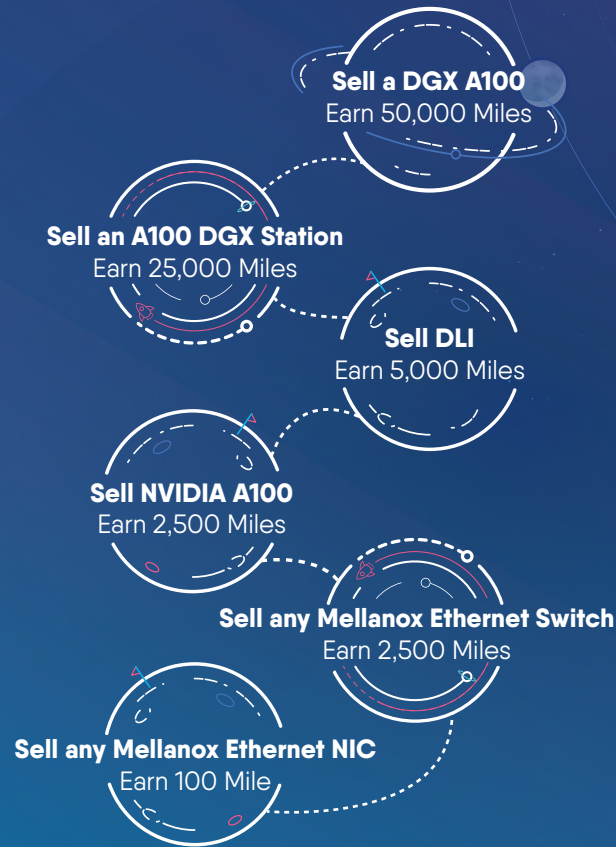 Sell a DGX A100
Earn 50,000 Miles
Sell an A100 DGX Station
Earn 25,000 Miles
Sell DLI
Earn 5,000 Miles
Sell NVIDIA A100
Earn 2,500 Miles
Sell any Mellanox Ethernet Switch
Earn 2,500 Miles
Sell any Mellanox Ethernet NIC
Earn 100 Mile